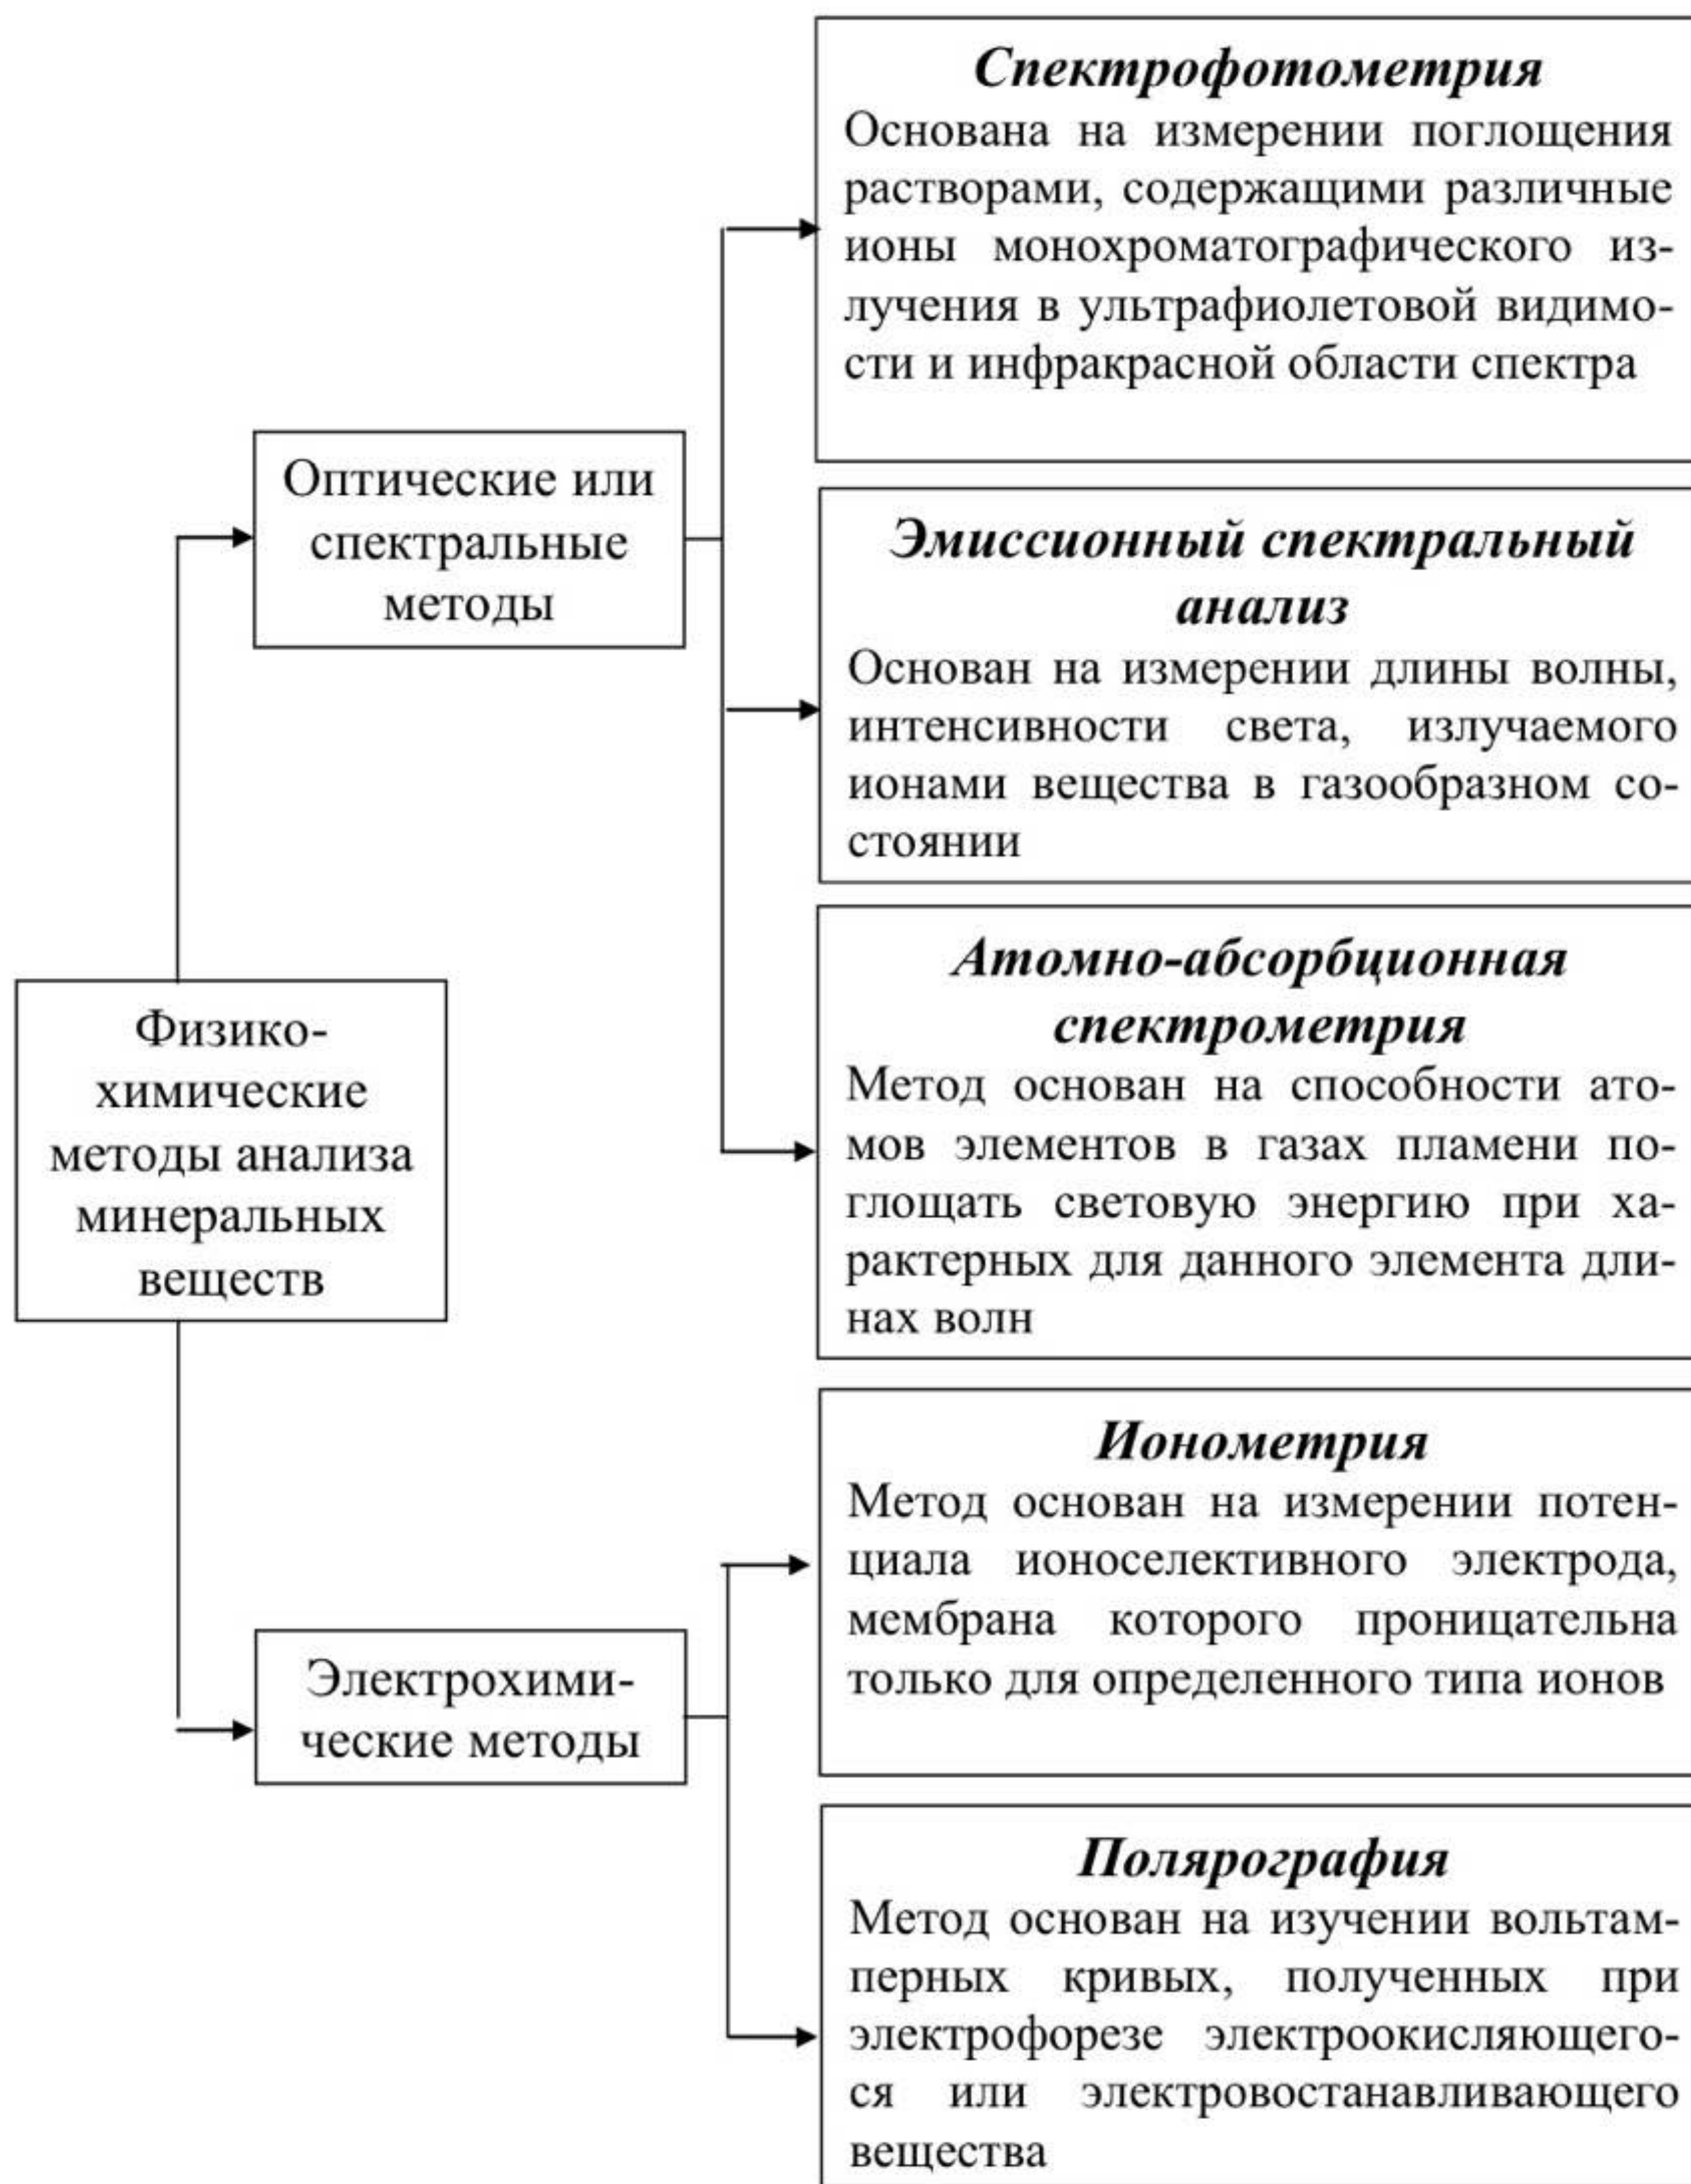 Спектрофотометрия
Основана на измерении поглощения
растворами, содержащими различные
ионы монохроматографического из-
лучения в ультрафиолетовой видимо-
сти и инфракрасной области спектра
Оптические или
спектральные
методы
Эмиссионный спектральный
анализ
Основан на измерении длины волны,
интенсивности света, излучаемого
ионами вещества в газообразном со-
стоянии
Атомно-абсорбционная
спектрометрия
Метод основан на способности ато-
мов элементов в газах пламени по-
глощать световую энергию при ха-
рактерных для данного элемента дли-
нах волн
Физико-
химические
методы анализа
минеральных
веществ
Ионометрия
Метод основан на измерении потен-
циала ионоселективного электрода,
мембрана которого проницательна
только для определенного типа ионов
Электрохими-
ческие методы
Полярография
Метод основан на изучении вольтам-
перных кривых, полученных при
электрофорезе электроокисляющего-
ся или электровостанавливающего
вещества